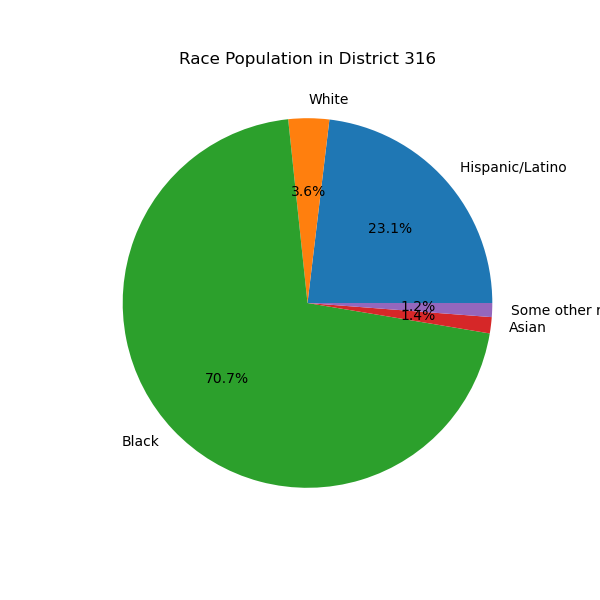 Race Population in District 316
White
Hispanic/Latino
3.6%
23.1%
1.2%
Some other
1.4%
Asian
70.7%
Black